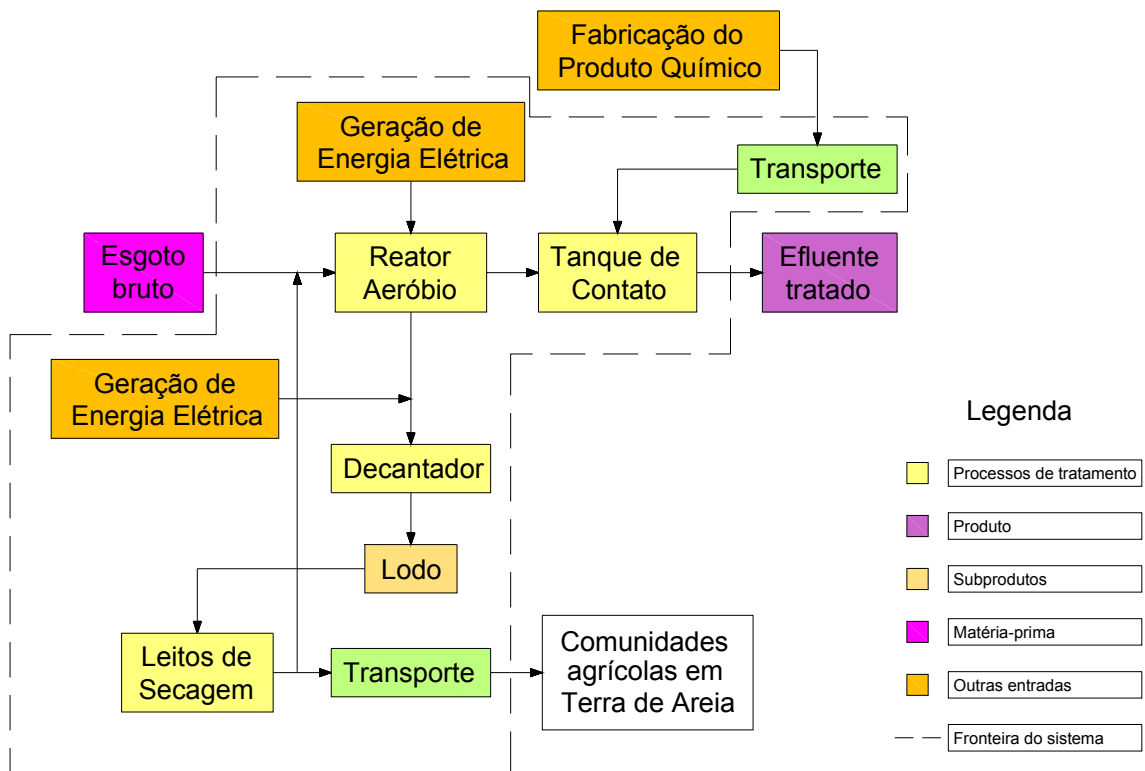 Fabricação do
Produto Químico
Geração de
Energia Elétrica
Transporte
Esgoto
bruto
Reator
Aeróbio
Tanque de
Contato
Efluente
tratado
Geração de
Energia Elétrica
Decantador
Lodo
Leitos de
Secagem
Transporte
Comunidades
agrícolas em
Terra de Areia
Legenda
Processos de tratamento
Produto
Subprodutos
Matéria-prima
Outras entradas
Fronteira do sistema